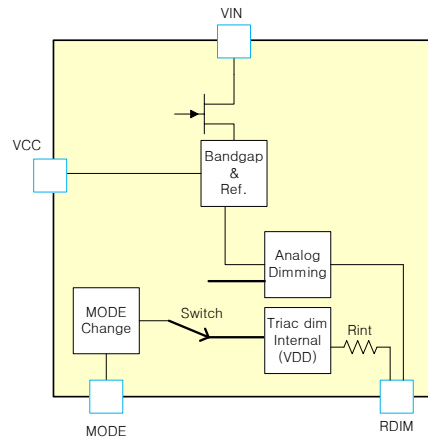 VIN
VCC
Bandgap
&
Ref.
Analog
Dimming
MODE
Change
Switch
Triac dim
Internal
(VDD)
Rint
MODE
RDIM